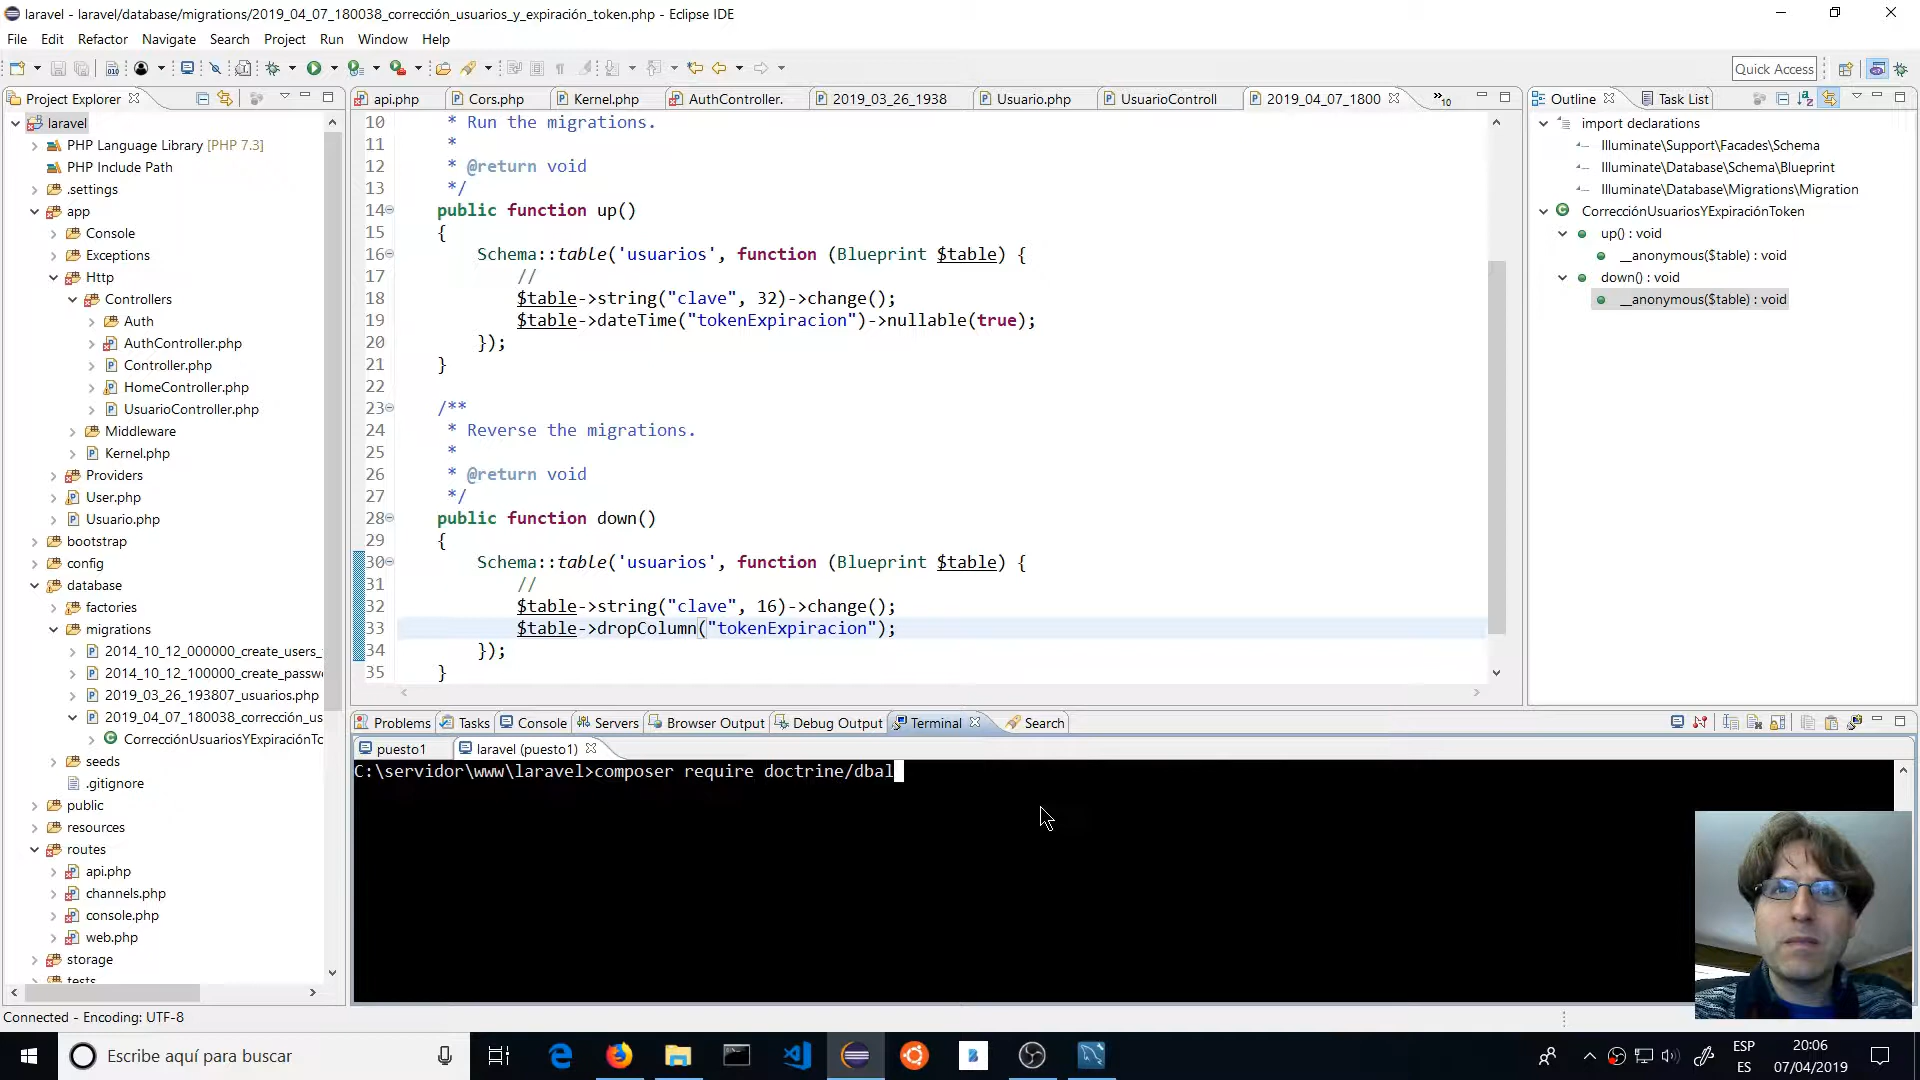 laravel - laravel/database/migrations/2019_04_07_180038_corrección_usuarios_y_expiración_token.php - Eclipse IDE
File Edit Refactor Navigate Search Project Run Window Help
Quick Access
Project Explorer
api.php Cors.php Kernel.php AuthController. 2019_03_26_1938 Usuario.php UsuarioControll 2019_04_07_1800 »10
Outline Task List
laravel
PHP Language Library [PHP 7.3]
PHP Include Path
.settings
app
Console
Exceptions
Http
Controllers
Auth
AuthController.php
Controller.php
HomeController.php
UsuarioController.php
Middleware
Kernel.php
Providers
User.php
Usuario.php
bootstrap
config
database
factories
migrations
2014_10_12_000000_create_users_
2014_10_12_100000_create_passw
2019_03_26_193807_usuarios.php
2019_04_07_180038_corrección_us
CorrecciónUsuariosYExpiraciónTo
seeds
.gitignore
public
resources
routes
api.php
channels.php
console.php
web.php
storage
tests
10 * Run the migrations.
11 *
12 * @return void
13 */
14 public function up()
15 {
16 Schema::table('usuarios', function (Blueprint $table) {
17 //
18 $table->string("clave", 32)->change();
19 $table->dateTime("tokenExpiracion")->nullable(true);
20 });
21 }
22
23 /**
24 * Reverse the migrations.
25 *
26 * @return void
27 */
28 public function down()
29 {
30 Schema::table('usuarios', function (Blueprint $table) {
31 //
32 $table->string("clave", 16)->change();
33 $table->dropColumn("tokenExpiracion");
34 });
35 }
import declarations
Illuminate\Support\Facades\Schema
Illuminate\Database\Schema\Blueprint
Illuminate\Database\Migrations\Migration
CorrecciónUsuariosYExpiraciónToken
up() : void
__anonymous($table) : void
down() : void
__anonymous($table) : void
Problems Tasks Console Servers Browser Output Debug Output Terminal Search
puesto1 laravel (puesto1)
C:\servidor\www\laravel>composer require doctrine/dbal
Connected - Encoding: UTF-8
Escribe aquí para buscar
ESP
ES
20:06
07/04/2019